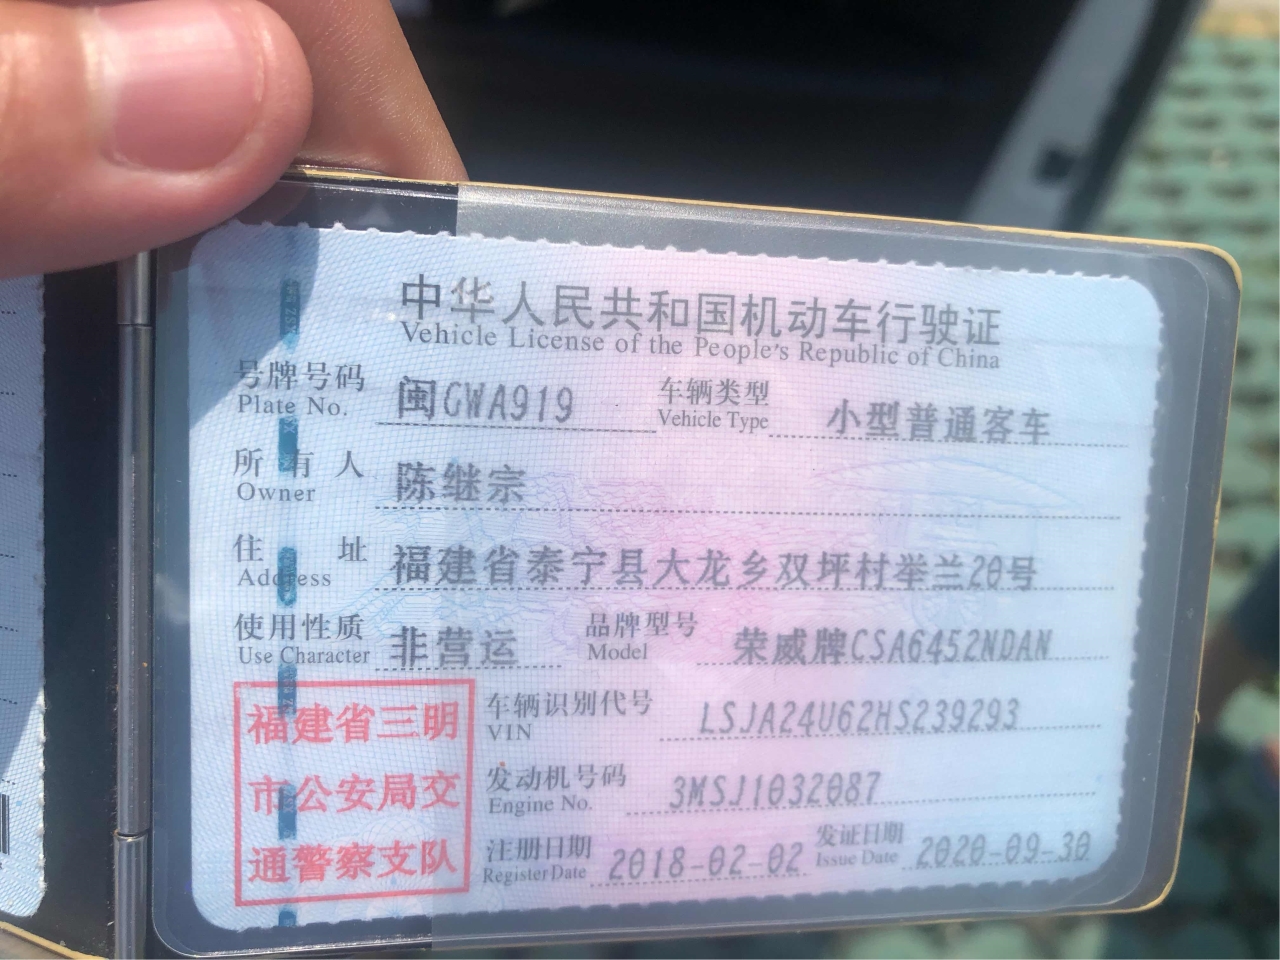 中华人民共和国机动车行驶证
Vehicle License of the People's Republic of China
号牌号码 闽GWA919 车辆类型 小型普通客车
Plate No. Vehicle Type
所有人 陈继宗
Owner
住址 福建省泰宁县大龙乡双坪村举兰20号
Address
使用性质 非营运 品牌型号 荣威牌CSA6452NDAN
Use Character Model
福建省三明
市公安局交
通警察支队
车辆识别代号 LSJA24U62HS239293
VIN
发动机号码 3MSJ1032087
Engine No.
注册日期 2018-02-02 发证日期 2020-09-30
Register Date Issue Date